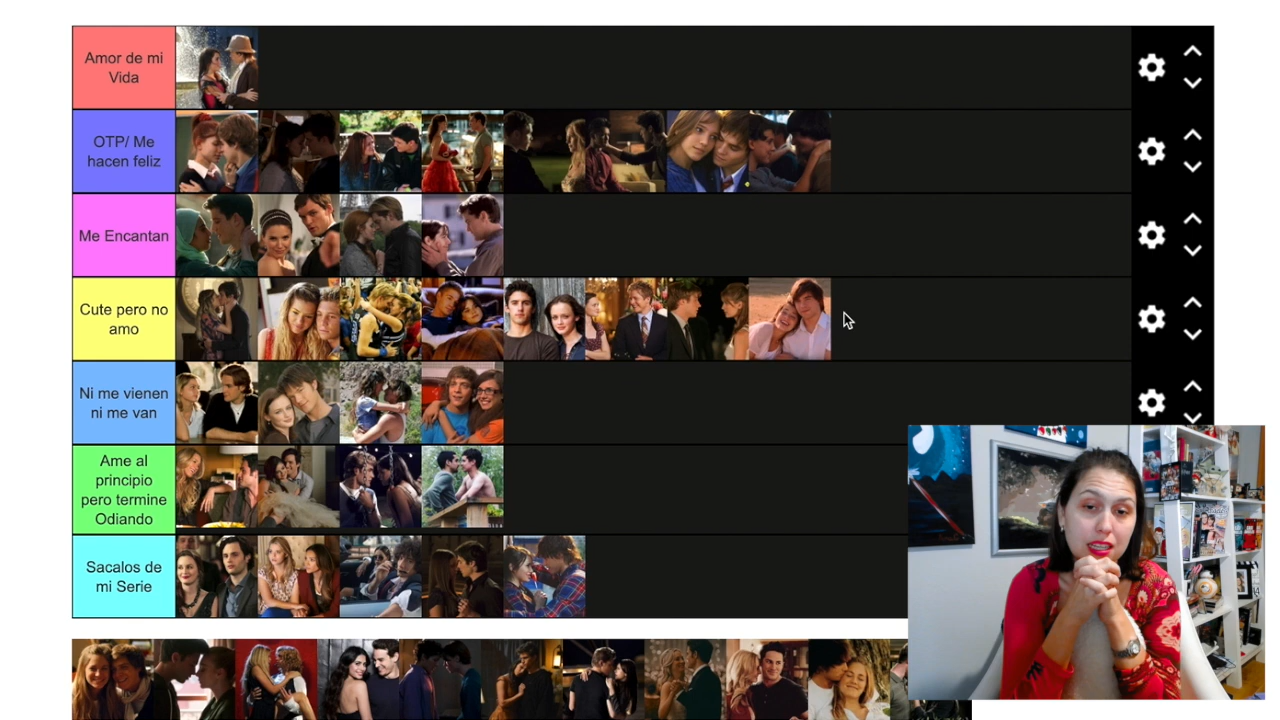 Amor de mi
Vida
OTP/ Me
hacen feliz
Me Encantan
Cute pero no
amo
Ni me vienen
ni me van
Ame al
principio
pero termine
Odiando
Sacalos de
mi Serie